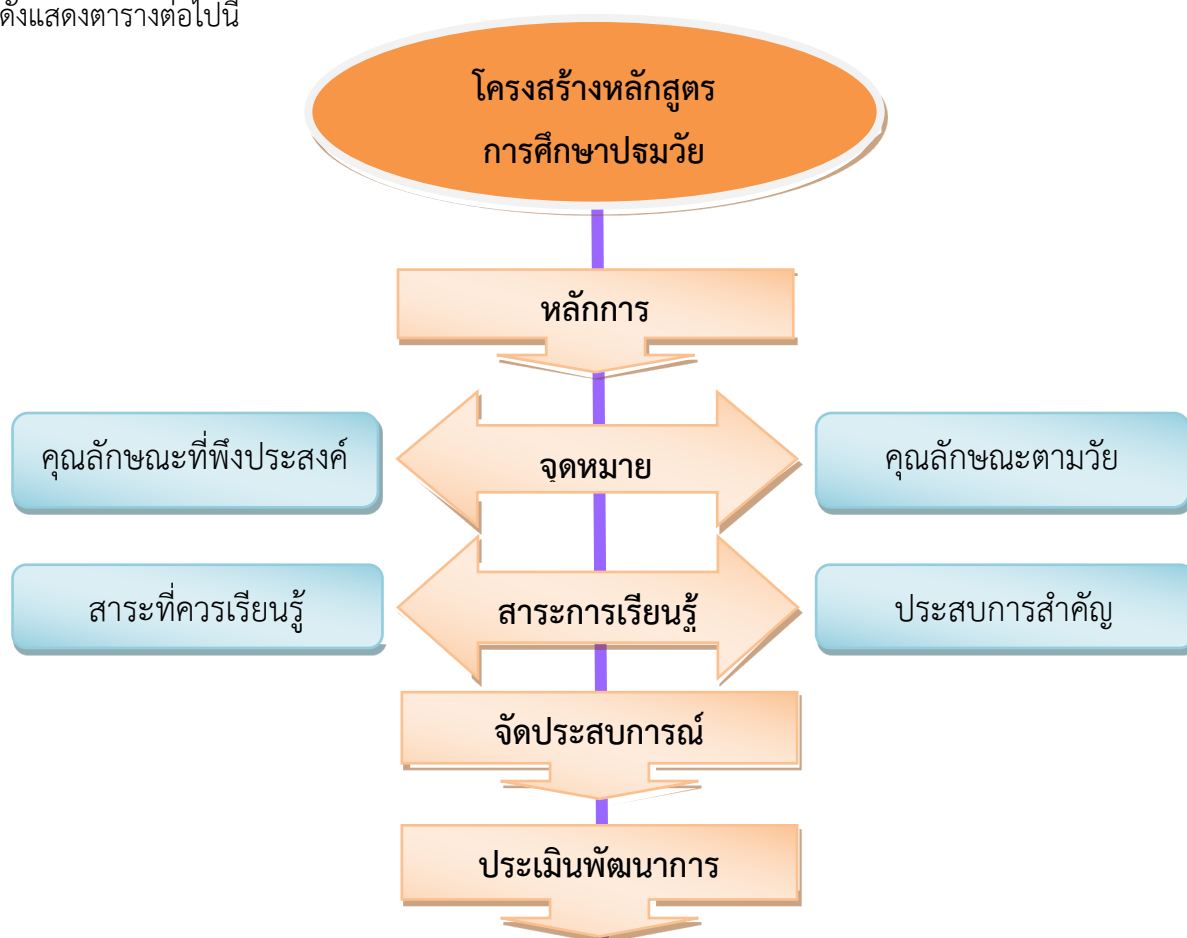 ดังแสดงตารางต่อไปนี้
โครงสร้างหลักสูตร
การศึกษาปฐมวัย
หลักการ
คุณลักษณะที่พึงประสงค์
จุดหมาย
คุณลักษณะตามวัย
สาระที่ควรเรียนรู้
สาระการเรียนรู้
ประสบการสำคัญ
จัดประสบการณ์
ประเมินพัฒนาการ